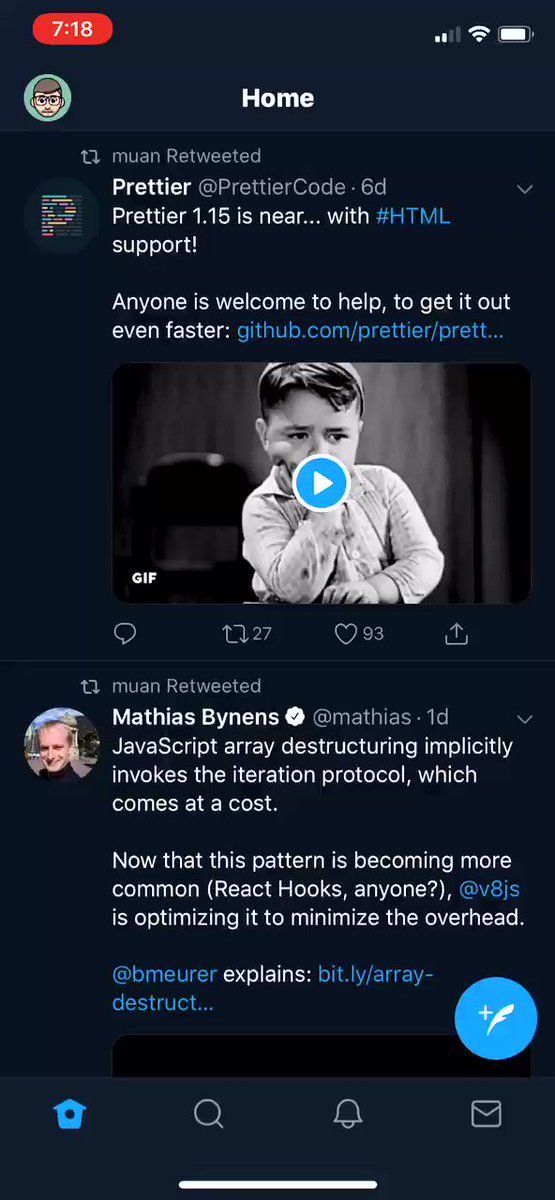 7:18
Home
muan Retweeted
Prettier @PrettierCode · 6d
Prettier 1.15 is near... with #HTML
support!
Anyone is welcome to help, to get it out
even faster: github.com/prettier/prett...
GIF
27
93
muan Retweeted
Mathias Bynens @mathias · 1d
JavaScript array destructuring implicitly
invokes the iteration protocol, which
comes at a cost.
Now that this pattern is becoming more
common (React Hooks, anyone?), @v8js
is optimizing it to minimize the overhead.
@bmeurer explains: bit.ly/array-
destruct...